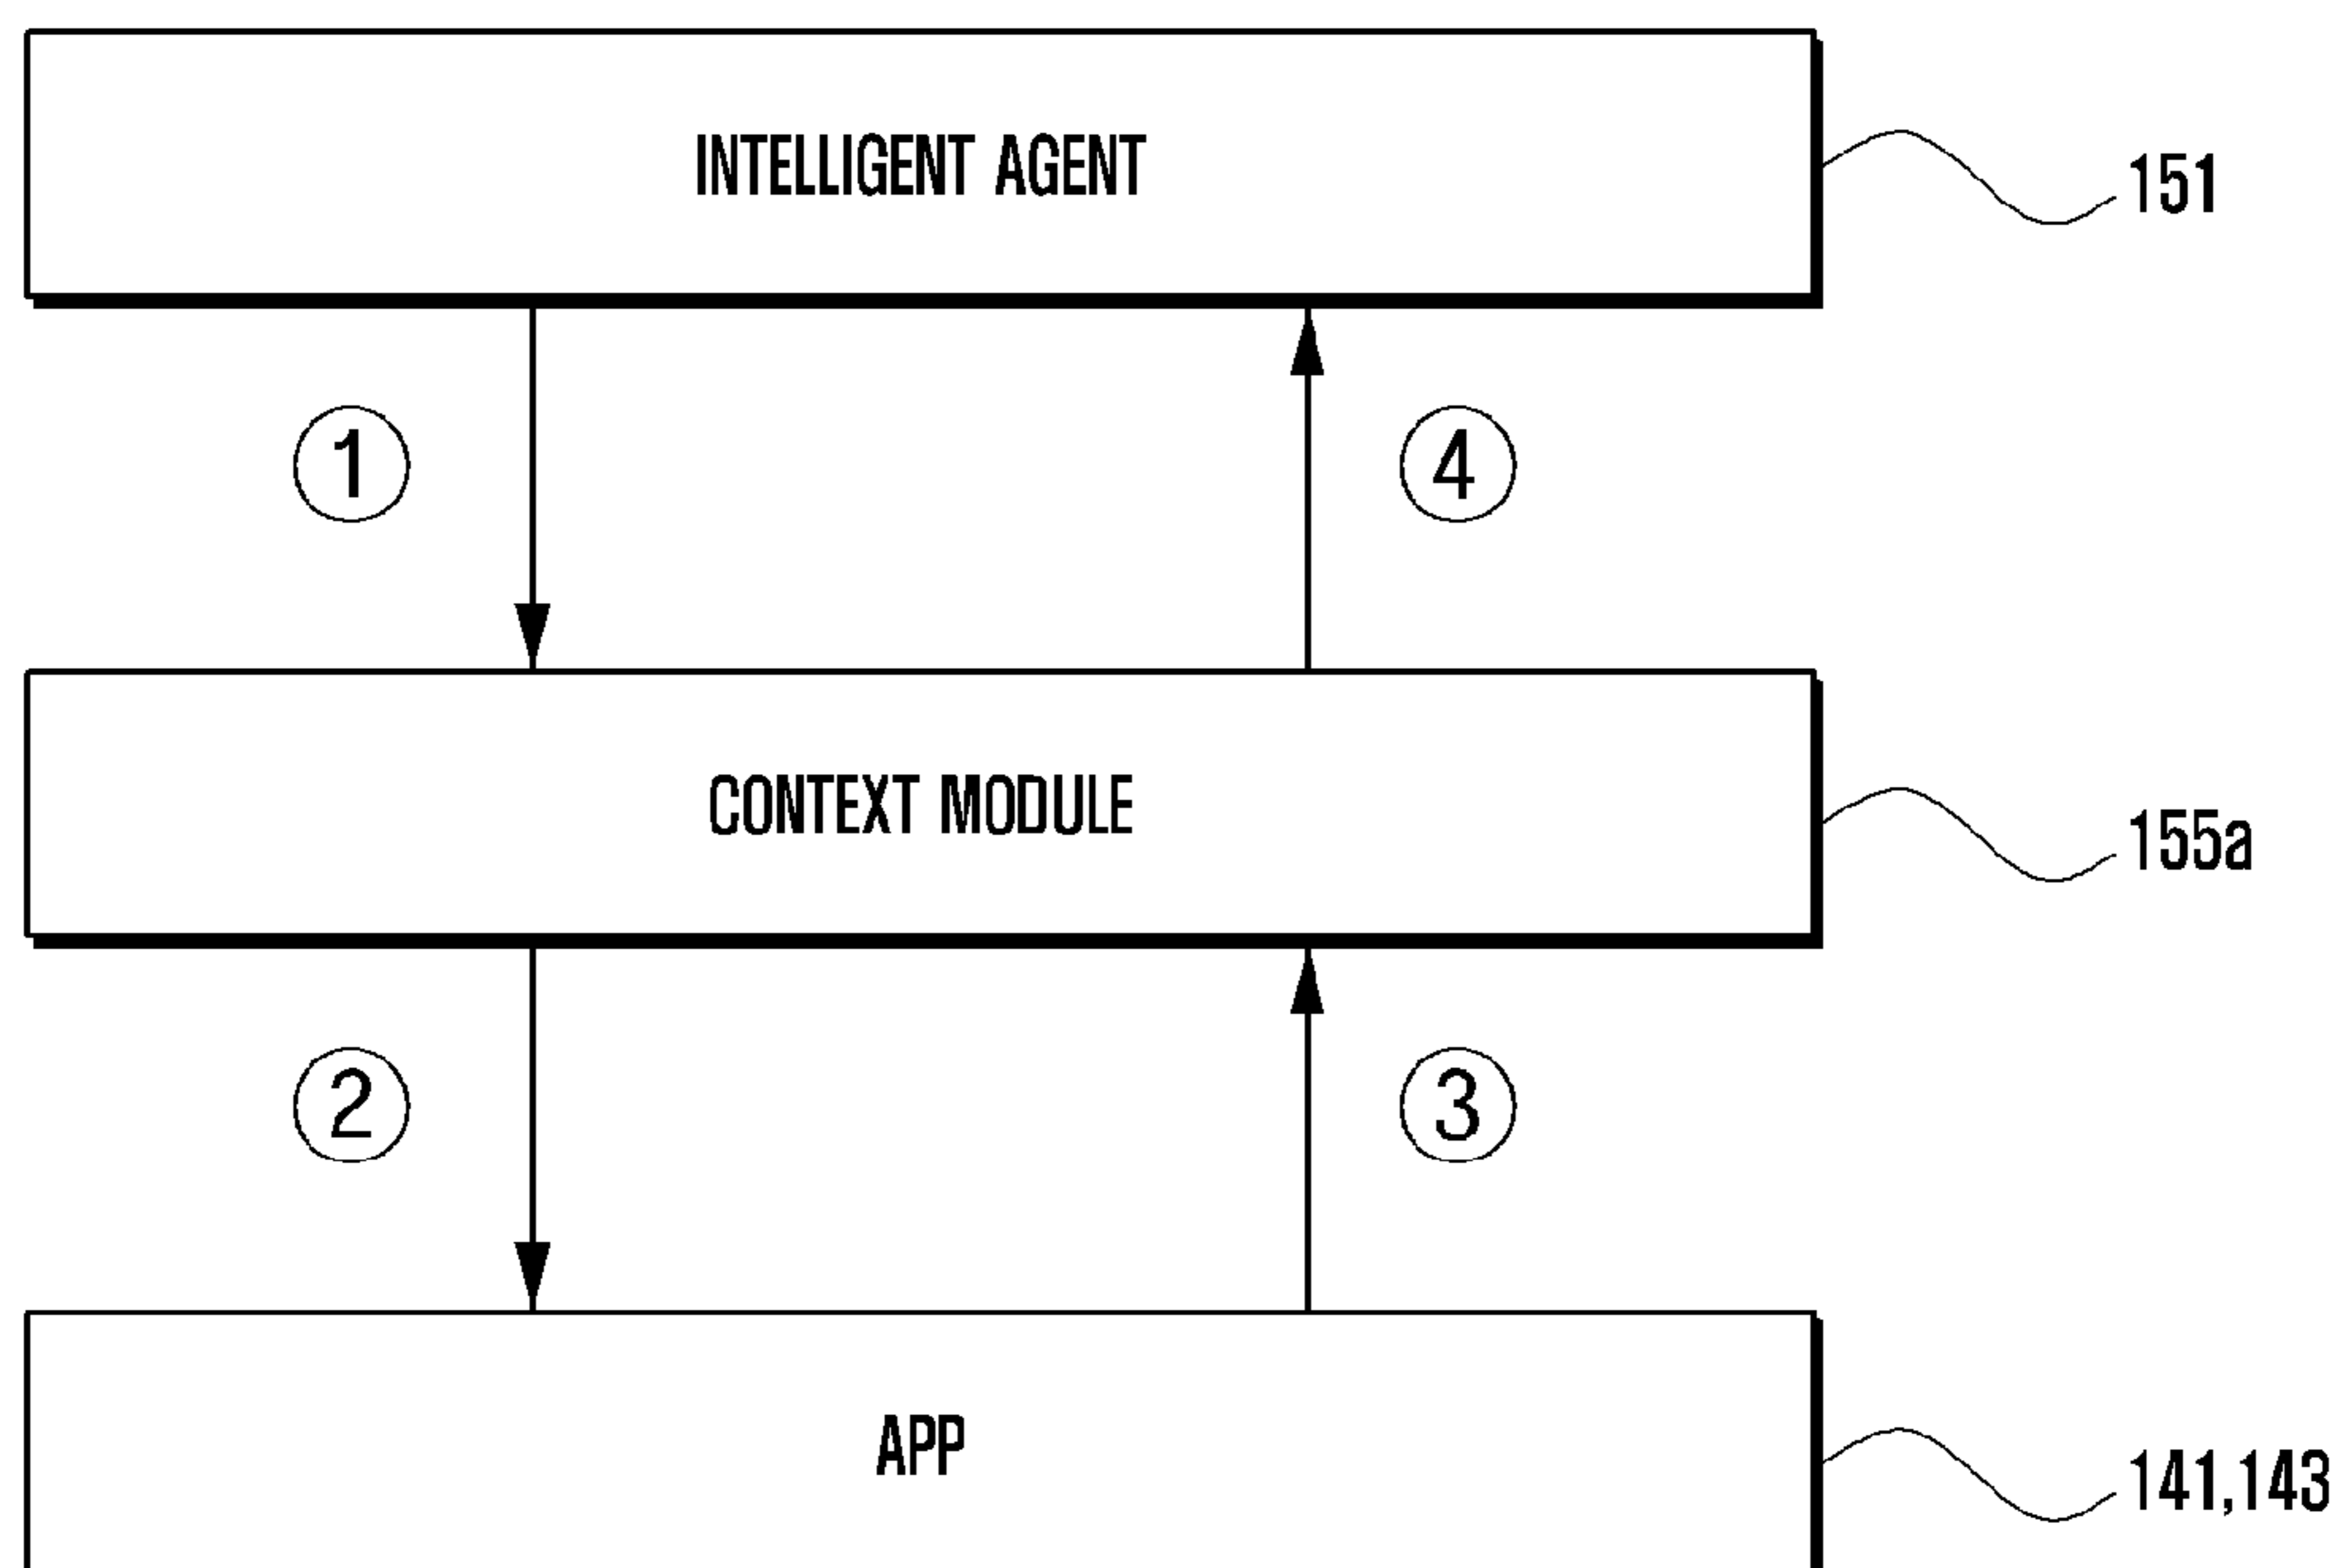 INTELLIGENT AGENT
151
① ④
CONTEXT MODULE
155a
② ③
APP
141,143